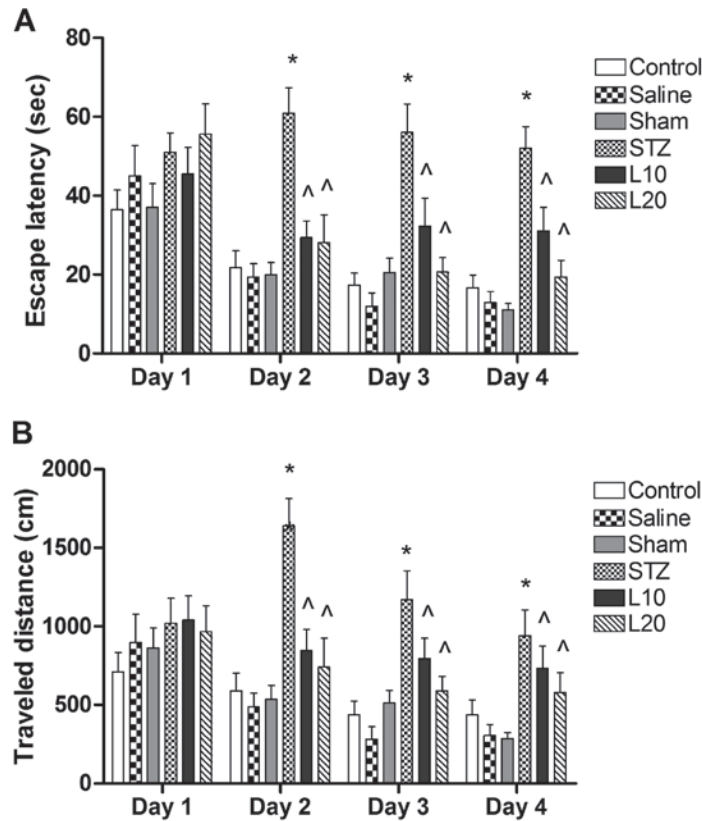 A
Escape latency (sec)
80
60
40
20
0
* * *
^ ^ ^ ^ ^ ^
Day 1 Day 2 Day 3 Day 4
Control
Saline
Sham
STZ
L10
L20
B
Traveled distance (cm)
2000
1500
1000
500
0
* * *
^ ^ ^ ^ ^ ^
Day 1 Day 2 Day 3 Day 4
Control
Saline
Sham
STZ
L10
L20